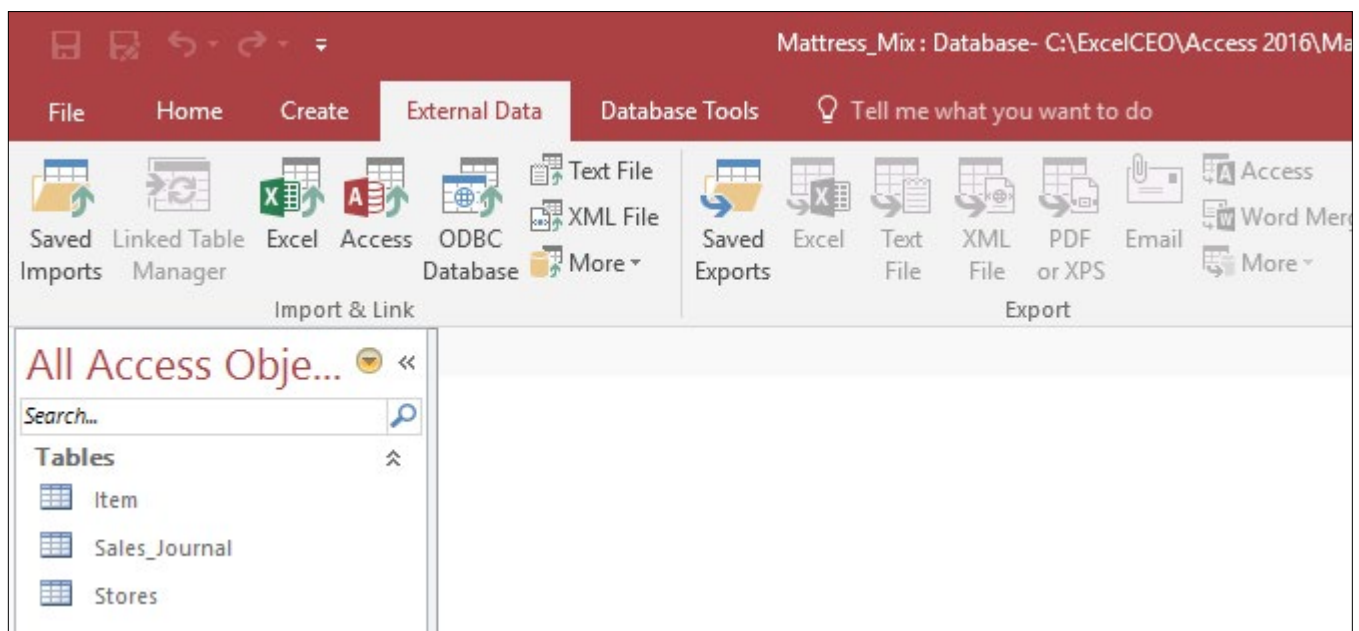 Mattress_Mix : Database- C:\ExcelCEO\Access 2016\Ma
File Home Create External Data Database Tools Tell me what you want to do
Saved Imports
Linked Table Manager
Excel
Access
ODBC Database
Text File
XML File
More
Import & Link
Saved Exports
Excel
Text File
XML File
PDF or XPS
Email
Access
Word Merg
More
Export
All Access Obje... «
Search...
Tables
Item
Sales_Journal
Stores